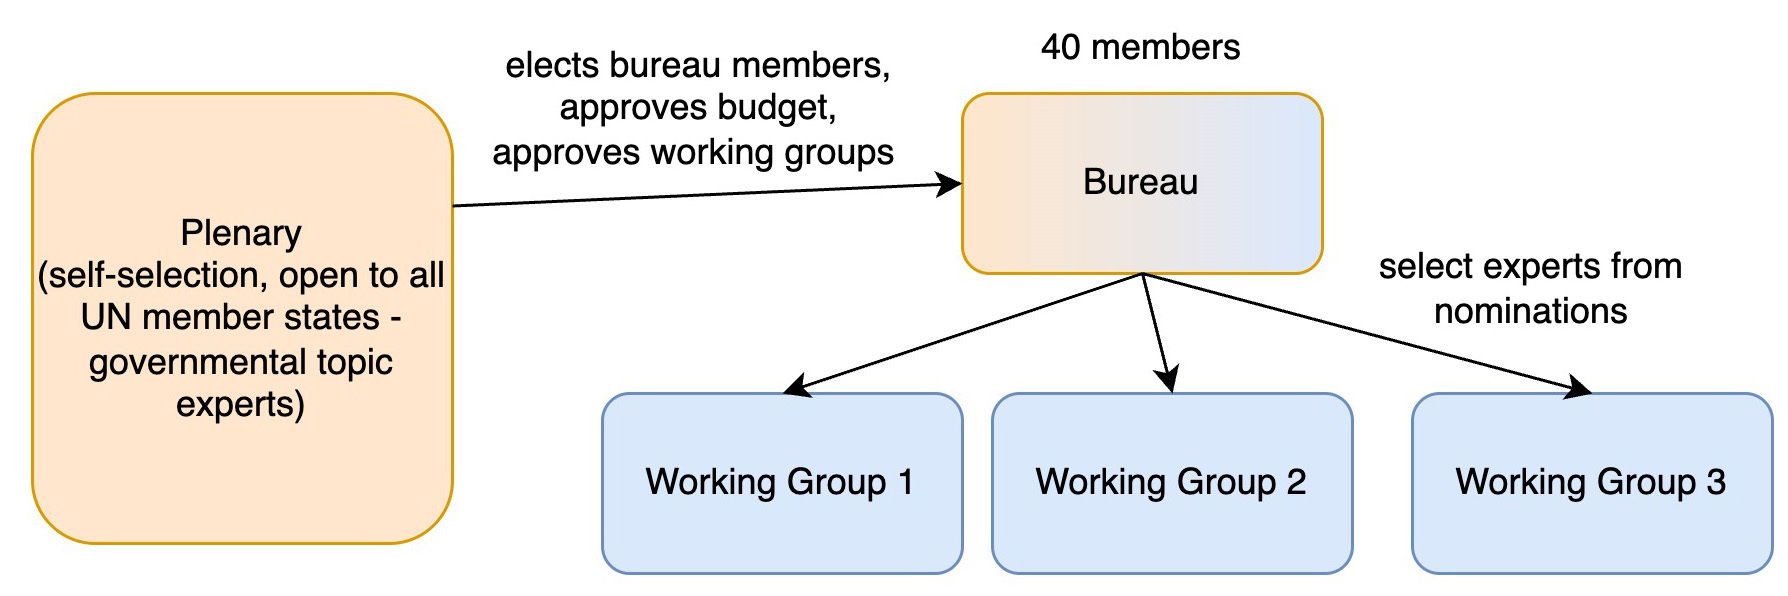 Plenary
(self-selection, open to all
UN member states -
governmental topic
experts)
elects bureau members,
approves budget,
approves working groups
40 members
Bureau
select experts from
nominations
Working Group 1
Working Group 2
Working Group 3